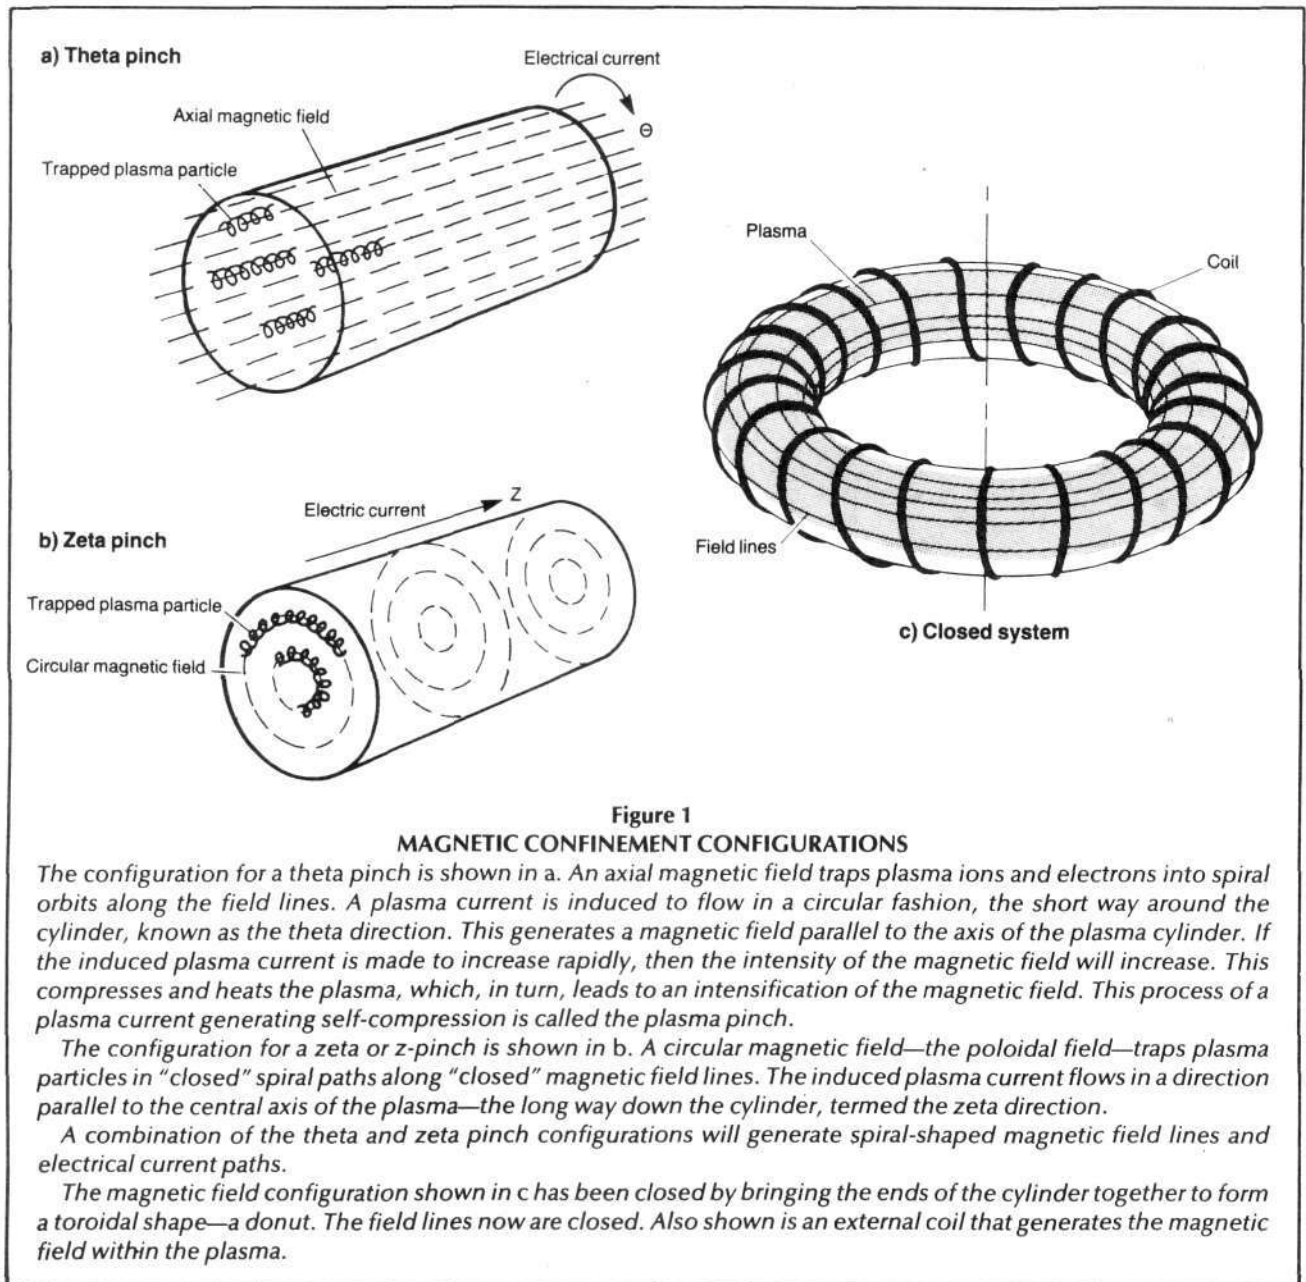 a) Theta pinch
Electrical current
Θ
Axial magnetic field
Trapped plasma particle
Plasma
Coil
Field lines
c) Closed system
b) Zeta pinch
Electric current
Z
Trapped plasma particle
Circular magnetic field
Figure 1
MAGNETIC CONFINEMENT CONFIGURATIONS
The configuration for a theta pinch is shown in a. An axial magnetic field traps plasma ions and electrons into spiral
orbits along the field lines. A plasma current is induced to flow in a circular fashion, the short way around the
cylinder, known as the theta direction. This generates a magnetic field parallel to the axis of the plasma cylinder. If
the induced plasma current is made to increase rapidly, then the intensity of the magnetic field will increase. This
compresses and heats the plasma, which, in turn, leads to an intensification of the magnetic field. This process of a
plasma current generating self-compression is called the plasma pinch.
The configuration for a zeta or z-pinch is shown in b. A circular magnetic field—the poloidal field—traps plasma
particles in "closed" spiral paths along "closed" magnetic field lines. The induced plasma current flows in a direction
parallel to the central axis of the plasma—the long way down the cylinder, termed the zeta direction.
A combination of the theta and zeta pinch configurations will generate spiral-shaped magnetic field lines and
electrical current paths.
The magnetic field configuration shown in c has been closed by bringing the ends of the cylinder together to form
a toroidal shape—a donut. The field lines now are closed. Also shown is an external coil that generates the magnetic
field within the plasma.